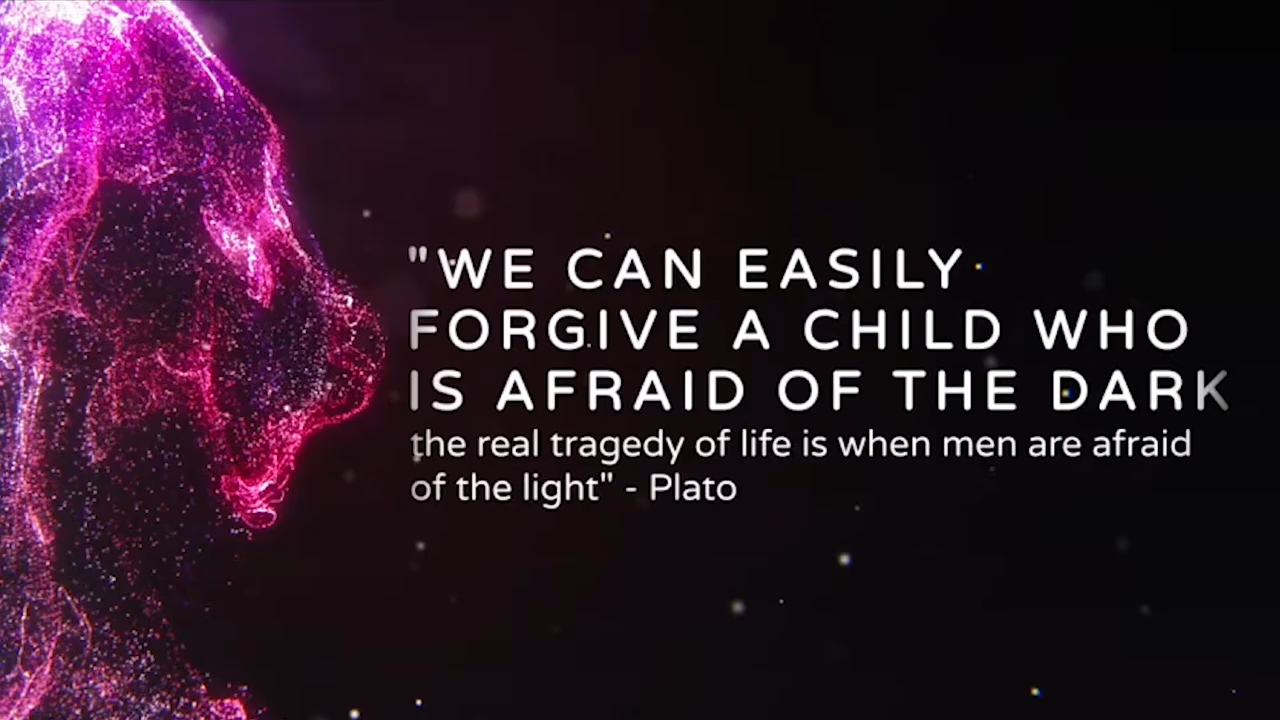 "WE CAN EASILY
FORGIVE A CHILD WHO
IS AFRAID OF THE DARK
the real tragedy of life is when men are afraid
of the light" - Plato